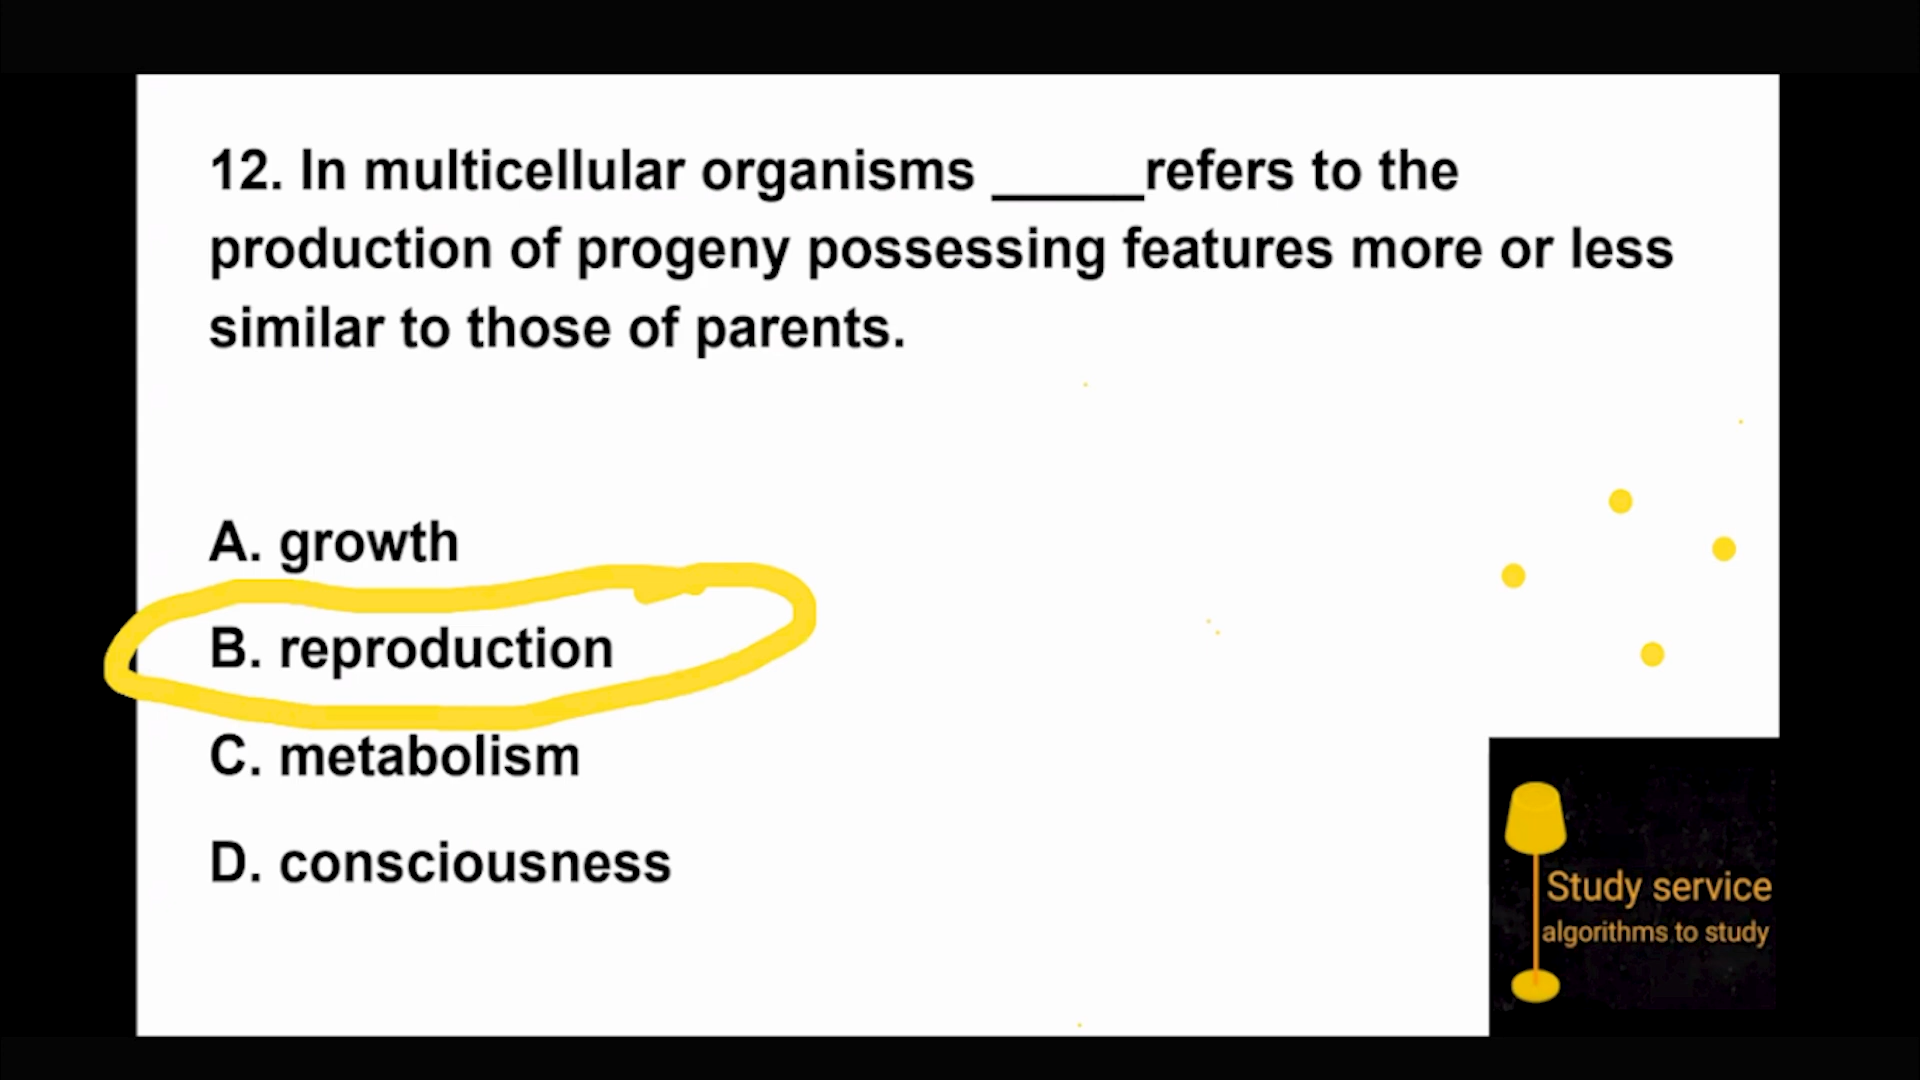 12. In multicellular organisms _____refers to the
production of progeny possessing features more or less
similar to those of parents.
A. growth
B. reproduction
C. metabolism
D. consciousness
Study service
algorithms to study